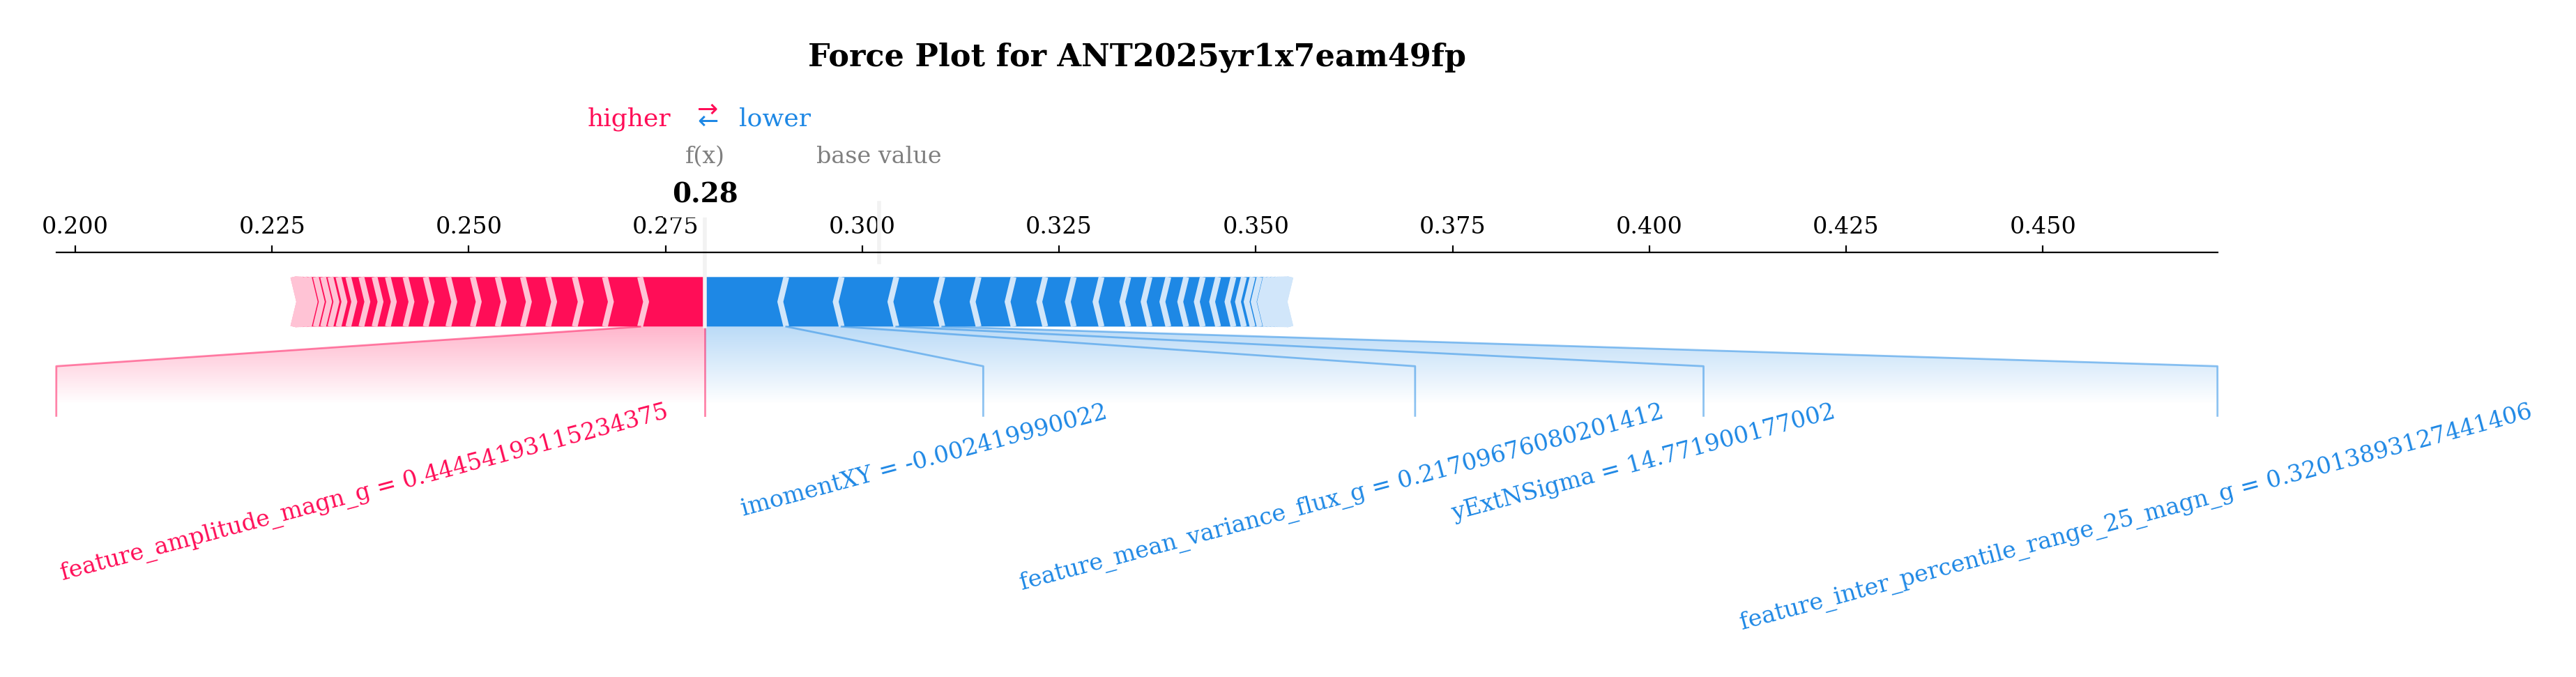 Force Plot for ANT2025yr1x7eam49fp
higher ⇄ lower
f(x) base value
0.28
0.200 0.225 0.250 0.275 0.300 0.325 0.350 0.375 0.400 0.425 0.450
feature_amplitude_magn_g = 0.44454193115234375
imomentXY = -0.002419990022
feature_mean_variance_flux_g = 0.2170967608020141​2
yExtNSigma = 14.771900177002
feature_inter_percentile_range_25_magn_g = 0.32013893127441406